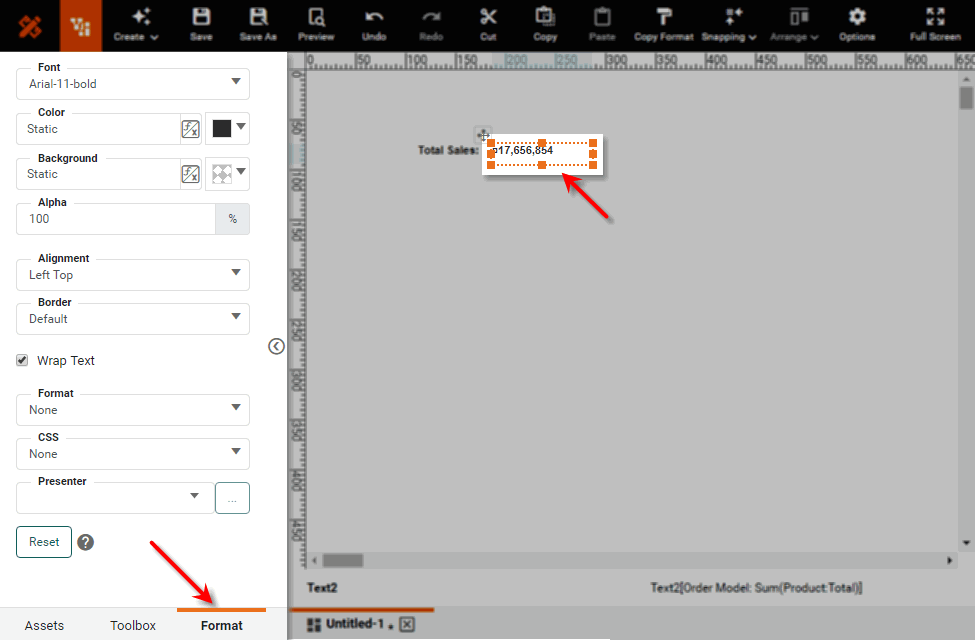 Create Save Save As Preview Undo Redo Cut Copy Paste Copy Format Snapping Arrange Options Full Screen
0 50 100 150 200 250 300 350 400 450 500 550 600 650
Font
Arial-11-bold
Color
Static
Background
Static
Alpha
100 %
Alignment
Left Top
Border
Default
Wrap Text
Format
None
CSS
None
Presenter
...
Reset ?
Assets Toolbox Format
0
50
100
150
200
250
300
350
400
450
Total Sales: 17,656,854
Text2 Text2[Order Model: Sum(Product:Total)]
Untitled-1 *